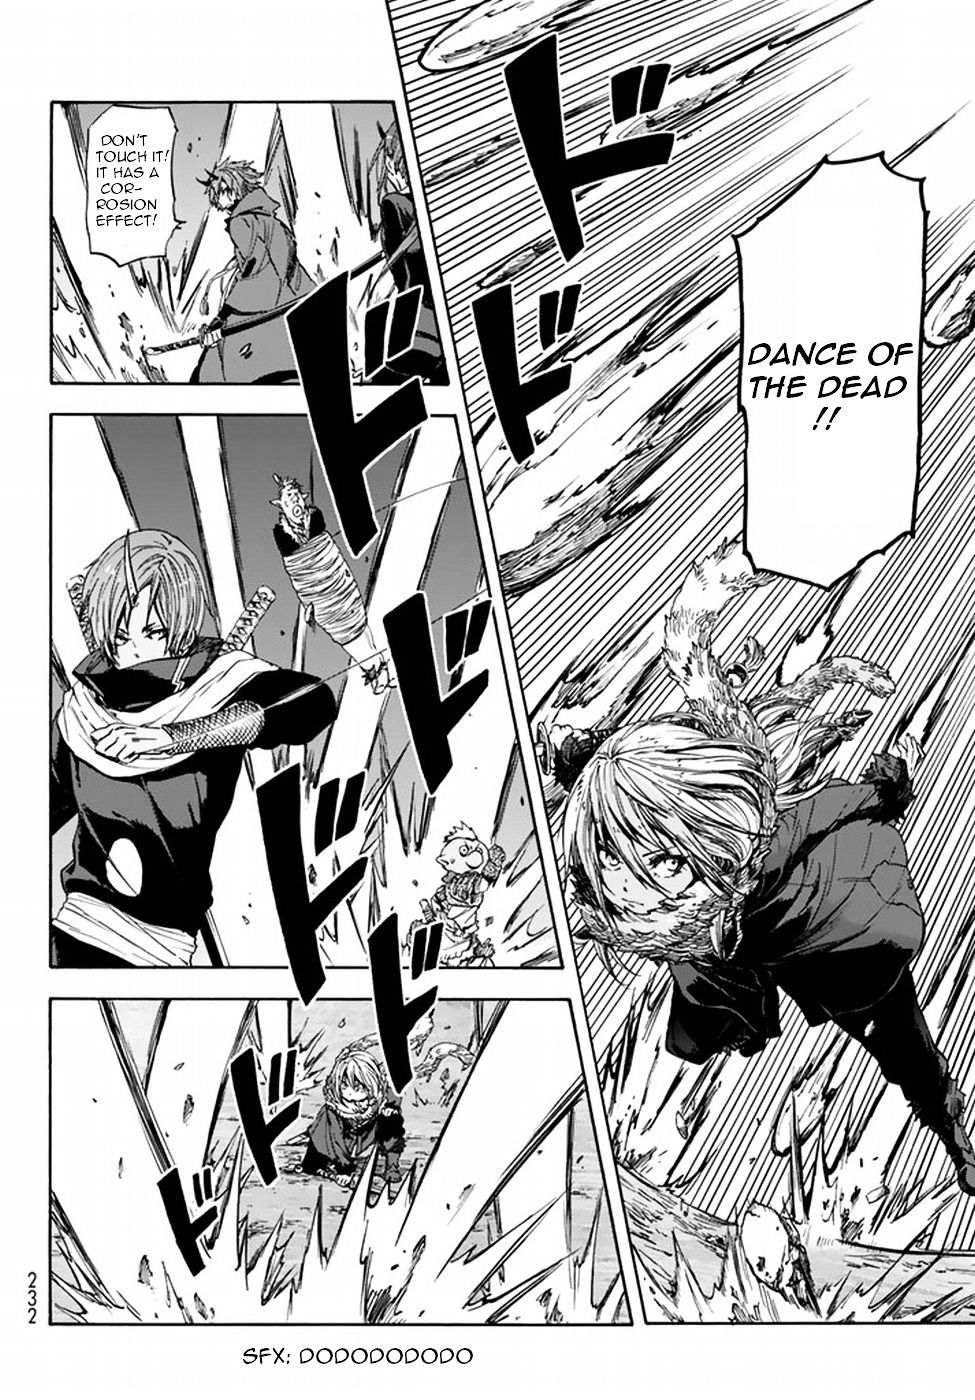 DANCE OF
THE DEAD
!!
DON'T
TOUCH IT!
IT HAS A
COR-
ROSION
EFFECT!
ドドド
ドドド
ドドド
232
SFX: DODODODODO